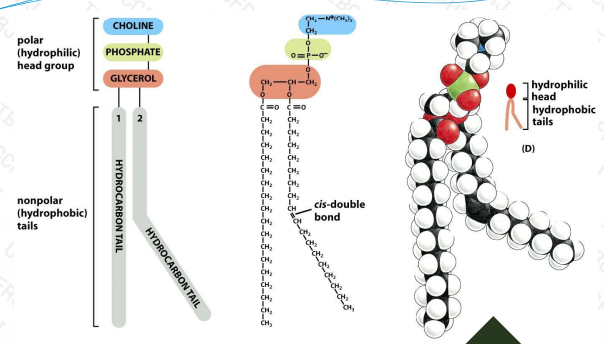 polar
(hydrophilic)
head group
CHOLINE
PHOSPHATE
GLYCEROL
1 2
HYDROCARBON TAIL
HYDROCARBON TAIL
nonpolar
(hydrophobic)
tails
CH₂
CH₂
O
O=P—O⁻
O
CH₂—CH—CH₂
O O
C=O C=O
CH₂ CH₂
CH₂ CH₂
CH₂ CH₂
CH₂ CH₂
CH₂ CH₂
CH₂ CH₂
CH₂ CH₂
CH₂ CH
CH₂ CH
CH₂ CH₂
CH₂ CH₂
CH₂ CH₂
CH₂ CH₂
CH₂ CH₂
CH₂ CH₂
CH₂ CH₂
CH₃ CH₃
cis-double
bond
hydrophilic
head
hydrophobic
tails
(D)